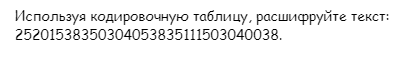 Используя кодировочную таблицу, расшифруйте текст:
25201538350304053835111503040038.